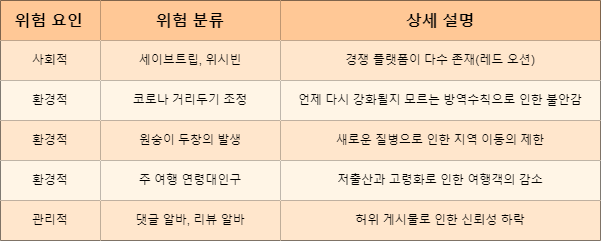 위험 요인 위험 분류 상세 설명
사회적 세이브트립, 위시빈 경쟁 플랫폼이 다수 존재(레드 오션)
환경적 코로나 거리두기 조정 언제 다시 강화될지 모르는 방역수칙으로 인한 불안감
환경적 원숭이 두창의 발생 새로운 질병으로 인한 지역 이동의 제한
환경적 주 여행 연령대인구 저출산과 고령화로 인한 여행객의 감소
관리적 댓글 알바, 리뷰 알바 허위 게시물로 인한 신뢰성 하락